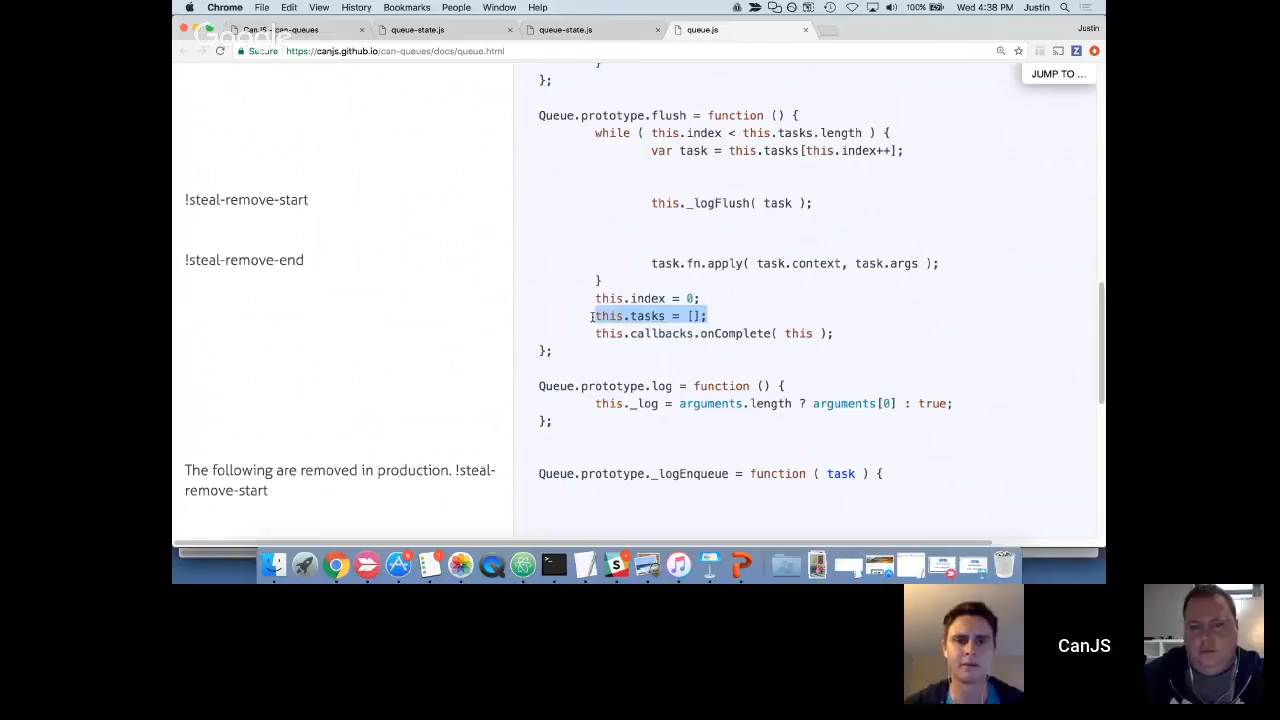 Chrome File Edit View History Bookmarks People Window Help
100% Wed 4:38 PM Justin
CanJS - can-queues
queue-state.js
queue-state.js
queue.js
Justin
Google
Secure https://canjs.github.io/can-queues/docs/queue.html
JUMP TO ...
}
};
Queue.prototype.flush = function () {
while ( this.index < this.tasks.length ) {
var task = this.tasks[this.index++];
!steal-remove-start
this._logFlush( task );
!steal-remove-end
task.fn.apply( task.context, task.args );
}
this.index = 0;
this.tasks = [];
this.callbacks.onComplete( this );
};
Queue.prototype.log = function () {
this._log = arguments.length ? arguments[0] : true;
};
The following are removed in production. !steal-
remove-start
Queue.prototype._logEnqueue = function ( task ) {
CanJS